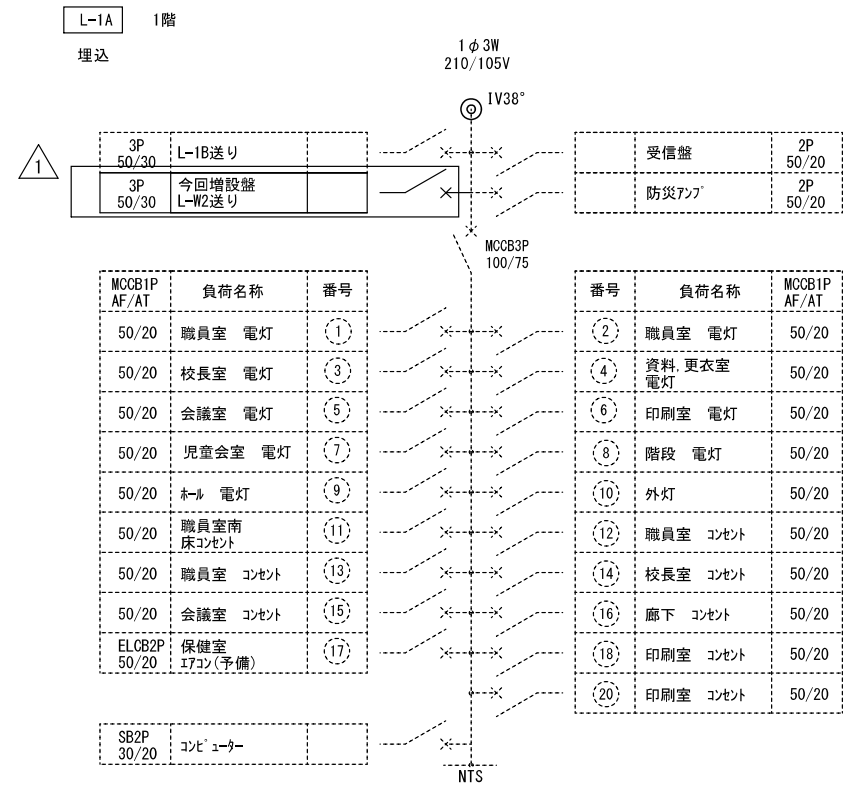 L-1A 1階
埋込
1φ3W
210/105V
IV38°
3P
50/30
L-1B送り
受信盤
2P
50/20
1
3P
50/30
今回増設盤
L-W2送り
防災アンプ
2P
50/20
MCCB3P
100/75
MCCB1P
AF/AT
負荷名称
番号
番号
負荷名称
MCCB1P
AF/AT
50/20 職員室 電灯 1
2 職員室 電灯 50/20
50/20 校長室 電灯 3
4 資料,更衣室
電灯
50/20
50/20 会議室 電灯 5
6 印刷室 電灯 50/20
50/20 児童会室 電灯 7
8 階段 電灯 50/20
50/20 ホール 電灯 9
10 外灯 50/20
50/20 職員室南
床コンセント
11
12 職員室 コンセント 50/20
50/20 職員室 コンセント 13
14 校長室 コンセント 50/20
50/20 会議室 コンセント 15
16 廊下 コンセント 50/20
ELCB2P
50/20
保健室
エアコン(予備)
17
18 印刷室 コンセント 50/20
20 印刷室 コンセント 50/20
SB2P
30/20
コンピューター
NTS